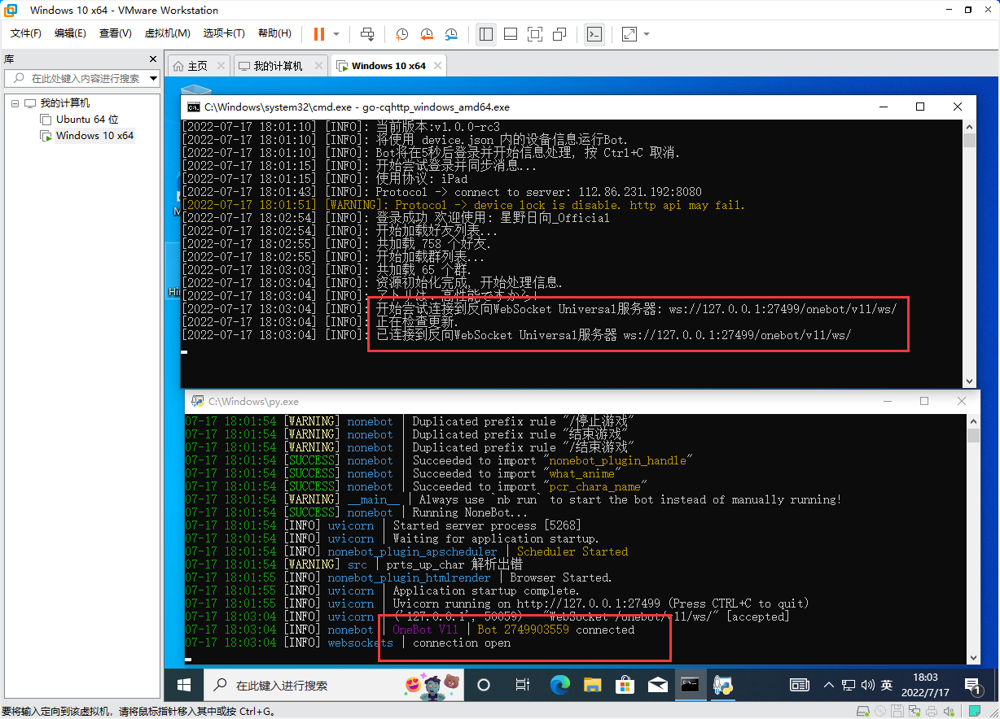 Windows 10 x64 - VMware Workstation
文件(F) 编辑(E) 查看(V) 虚拟机(M) 选项卡(T) 帮助(H)
库
在此处键入内容进行搜索
我的计算机
Ubuntu 64 位
Windows 10 x64
主页 我的计算机 Windows 10 x64
C:\Windows\system32\cmd.exe - go-cqhttp_windows_amd64.exe
[2022-07-17 18:01:10] [INFO]: 当前版本:v1.0.0-rc3
[2022-07-17 18:01:10] [INFO]: 将使用 device.json 内的设备信息运行Bot.
[2022-07-17 18:01:10] [INFO]: Bot将在5秒后登录并开始信息处理, 按 Ctrl+C 取消.
[2022-07-17 18:01:15] [INFO]: 开始尝试登录并同步消息...
[2022-07-17 18:01:15] [INFO]: 使用协议: iPad
[2022-07-17 18:01:43] [INFO]: Protocol -> connect to server: 112.86.231.192:8080
[2022-07-17 18:01:51] [WARNING]: Protocol -> device lock is disable. http api may fail.
[2022-07-17 18:02:54] [INFO]: 登录成功 欢迎使用: 星野日向_Official
[2022-07-17 18:02:54] [INFO]: 开始加载好友列表...
[2022-07-17 18:02:55] [INFO]: 共加载 758 个好友.
[2022-07-17 18:02:55] [INFO]: 开始加载群列表...
[2022-07-17 18:03:03] [INFO]: 共加载 65 个群.
[2022-07-17 18:03:04] [INFO]: 资源初始化完成, 开始处理信息.
[2022-07-17 18:03:04] [INFO]: アトリは、高性能ですから!
[2022-07-17 18:03:04] [INFO]: 开始尝试连接到反向WebSocket Universal服务器: ws://127.0.0.1:27499/onebot/v11/ws/
[2022-07-17 18:03:04] [INFO]: 正在检查更新.
[2022-07-17 18:03:04] [INFO]: 已连接到反向WebSocket Universal服务器 ws://127.0.0.1:27499/onebot/v11/ws/
C:\Windows\py.exe
07-17 18:01:54 [WARNING] nonebot | Duplicated prefix rule "/停止游戏"
07-17 18:01:54 [WARNING] nonebot | Duplicated prefix rule "结束游戏"
07-17 18:01:54 [WARNING] nonebot | Duplicated prefix rule "/结束游戏"
07-17 18:01:54 [SUCCESS] nonebot | Succeeded to import "nonebot_plugin_handle"
07-17 18:01:54 [SUCCESS] nonebot | Succeeded to import "what_anime"
07-17 18:01:54 [SUCCESS] nonebot | Succeeded to import "pcr_chara_name"
07-17 18:01:54 [WARNING] __main__ | Always use `nb run` to start the bot instead of manually running!
07-17 18:01:54 [SUCCESS] nonebot | Running NoneBot...
07-17 18:01:54 [INFO] uvicorn | Started server process [5268]
07-17 18:01:54 [INFO] uvicorn | Waiting for application startup.
07-17 18:01:54 [INFO] nonebot_plugin_apscheduler | Scheduler Started
07-17 18:01:54 [WARNING] src | prts_up_char 解析出错
07-17 18:01:55 [INFO] nonebot_plugin_htmlrender | Browser Started.
07-17 18:01:55 [INFO] uvicorn | Application startup complete.
07-17 18:01:55 [INFO] uvicorn | Uvicorn running on http://127.0.0.1:27499 (Press CTRL+C to quit)
07-17 18:03:04 [INFO] uvicorn | ('127.0.0.1', 50059) - "WebSocket /onebot/v11/ws/" [accepted]
07-17 18:03:04 [INFO] nonebot | OneBot V11 | Bot 2749903559 connected
07-17 18:03:04 [INFO] websockets | connection open
在此键入进行搜索
英
18:03
2022/7/17
1
要将输入定向到该虚拟机，请将鼠标指针移入其中或按 Ctrl+G。